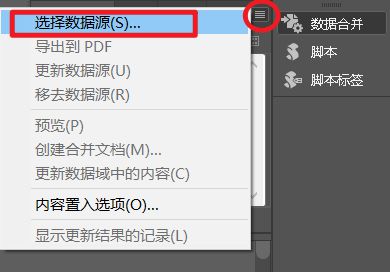 选择数据源(S)...
导出到 PDF
更新数据源(U)
移去数据源(R)
预览(P)
创建合并文档(M)...
更新数据域中的内容(C)
内容置入选项(O)...
显示更新结果的记录(L)
数据合并
脚本
脚本标签